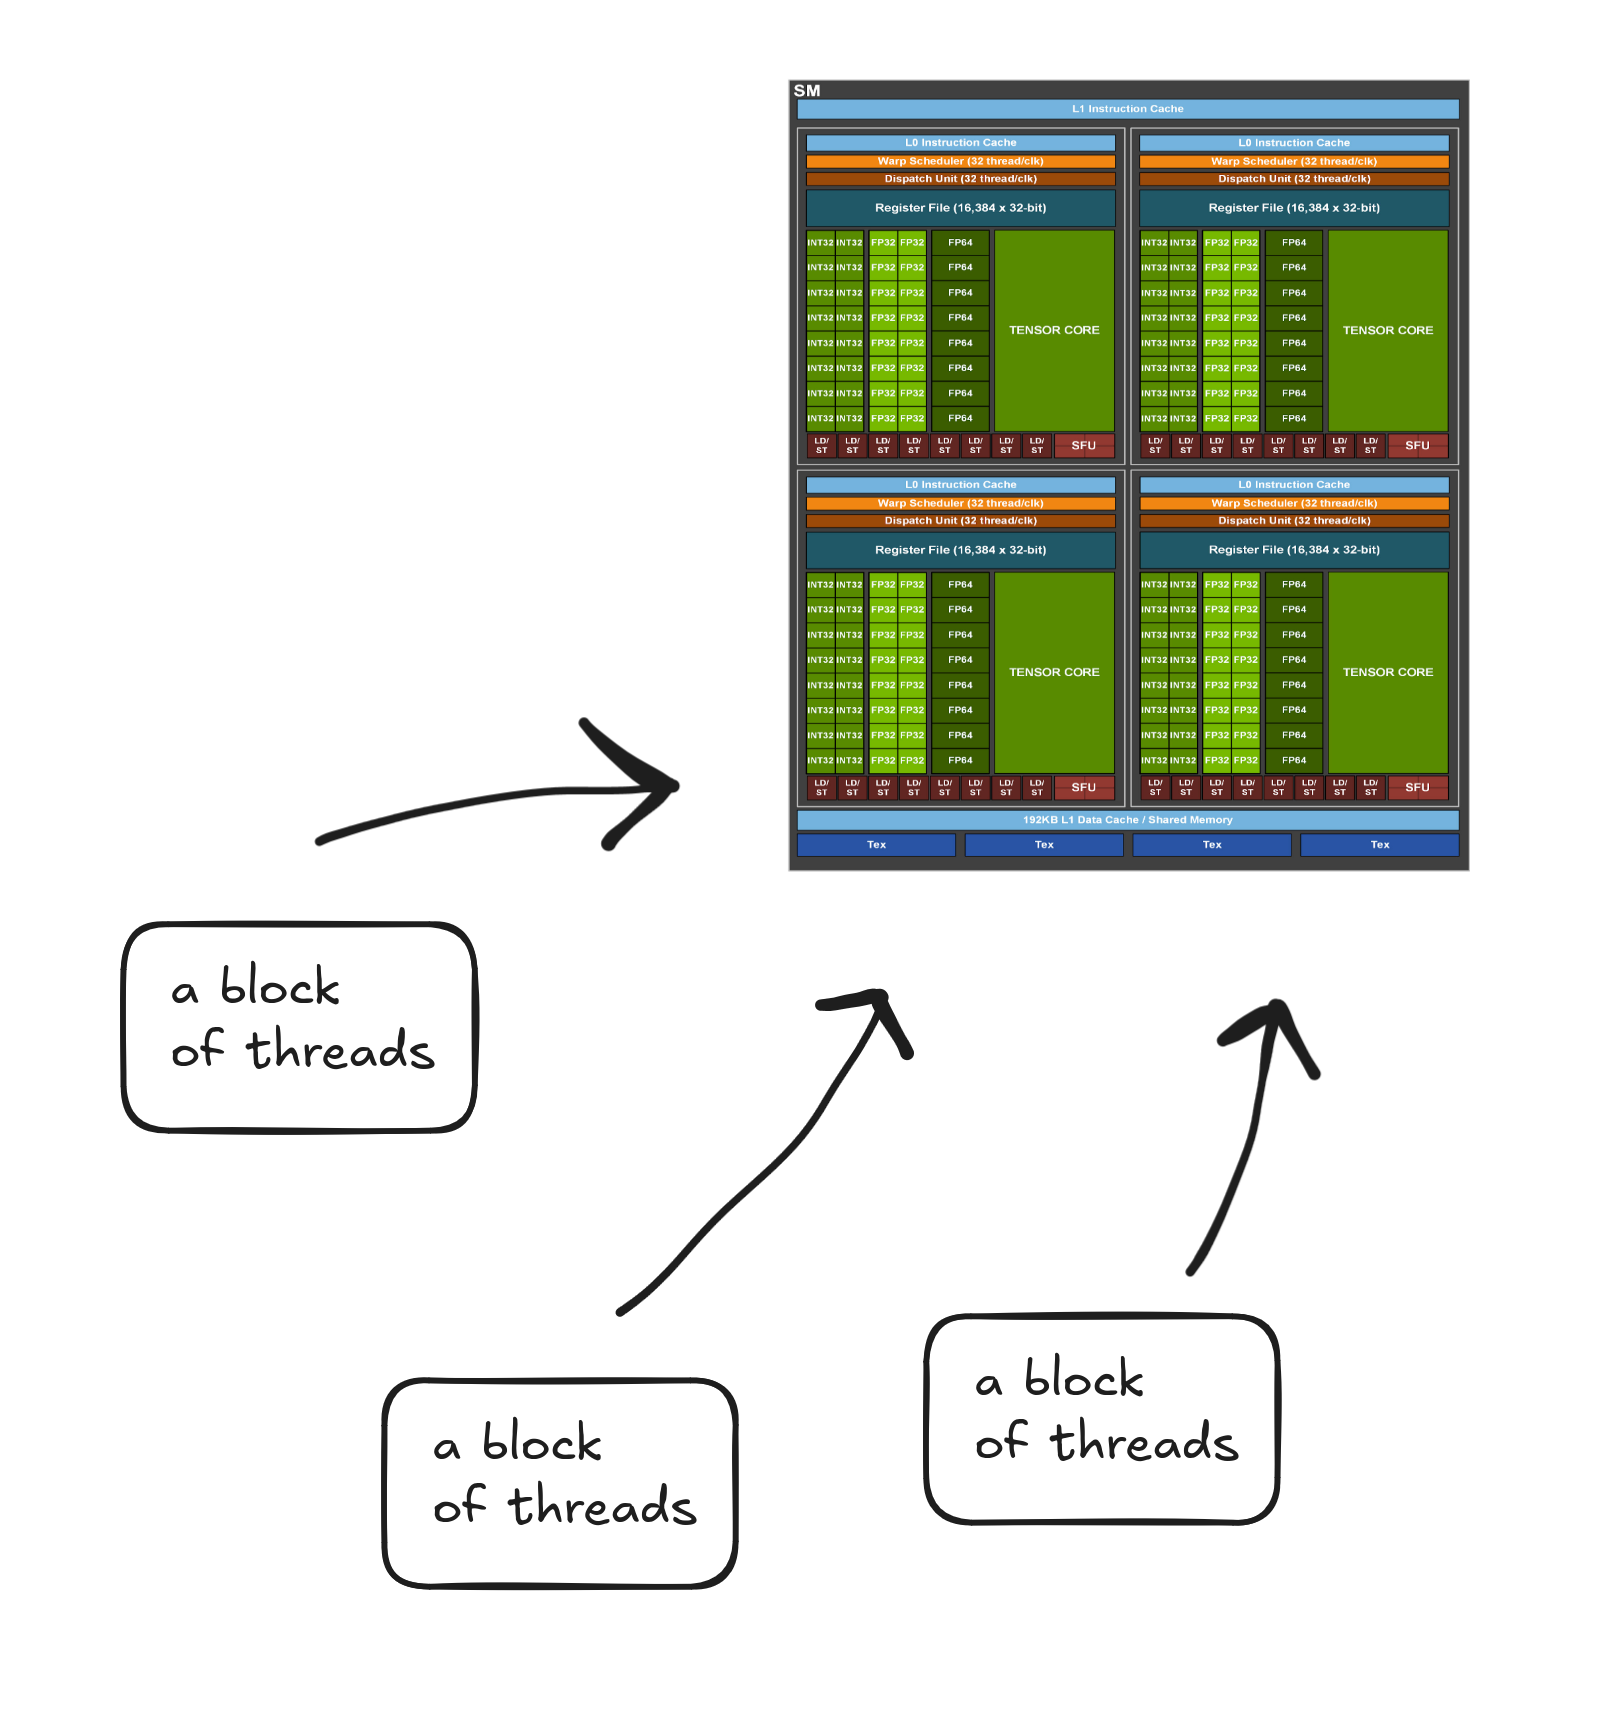 SM
L1 Instruction Cache
L0 Instruction Cache L0 Instruction Cache
Warp Scheduler (32 thread/clk) Warp Scheduler (32 thread/clk)
Dispatch Unit (32 thread/clk) Dispatch Unit (32 thread/clk)
Register File (16,384 x 32-bit) Register File (16,384 x 32-bit)
INT32 INT32 FP32 FP32 FP64 INT32 INT32 FP32 FP32 FP64
INT32 INT32 FP32 FP32 FP64 INT32 INT32 FP32 FP32 FP64
INT32 INT32 FP32 FP32 FP64 INT32 INT32 FP32 FP32 FP64
INT32 INT32 FP32 FP32 FP64 INT32 INT32 FP32 FP32 FP64
TENSOR CORE TENSOR CORE
INT32 INT32 FP32 FP32 FP64 INT32 INT32 FP32 FP32 FP64
INT32 INT32 FP32 FP32 FP64 INT32 INT32 FP32 FP32 FP64
INT32 INT32 FP32 FP32 FP64 INT32 INT32 FP32 FP32 FP64
INT32 INT32 FP32 FP32 FP64 INT32 INT32 FP32 FP32 FP64
LD/ LD/ LD/ LD/ LD/ LD/ LD/ LD/ SFU LD/ LD/ LD/ LD/ LD/ LD/ LD/ LD/ SFU
ST ST ST ST ST ST ST ST ST ST ST ST ST ST ST ST
L0 Instruction Cache L0 Instruction Cache
Warp Scheduler (32 thread/clk) Warp Scheduler (32 thread/clk)
Dispatch Unit (32 thread/clk) Dispatch Unit (32 thread/clk)
Register File (16,384 x 32-bit) Register File (16,384 x 32-bit)
INT32 INT32 FP32 FP32 FP64 INT32 INT32 FP32 FP32 FP64
INT32 INT32 FP32 FP32 FP64 INT32 INT32 FP32 FP32 FP64
INT32 INT32 FP32 FP32 FP64 INT32 INT32 FP32 FP32 FP64
INT32 INT32 FP32 FP32 FP64 INT32 INT32 FP32 FP32 FP64
TENSOR CORE TENSOR CORE
INT32 INT32 FP32 FP32 FP64 INT32 INT32 FP32 FP32 FP64
INT32 INT32 FP32 FP32 FP64 INT32 INT32 FP32 FP32 FP64
INT32 INT32 FP32 FP32 FP64 INT32 INT32 FP32 FP32 FP64
INT32 INT32 FP32 FP32 FP64 INT32 INT32 FP32 FP32 FP64
LD/ LD/ LD/ LD/ LD/ LD/ LD/ LD/ SFU LD/ LD/ LD/ LD/ LD/ LD/ LD/ LD/ SFU
ST ST ST ST ST ST ST ST ST ST ST ST ST ST ST ST
192KB L1 Data Cache / Shared Memory
Tex Tex Tex Tex
a block
of threads
a block
of threads
a block
of threads